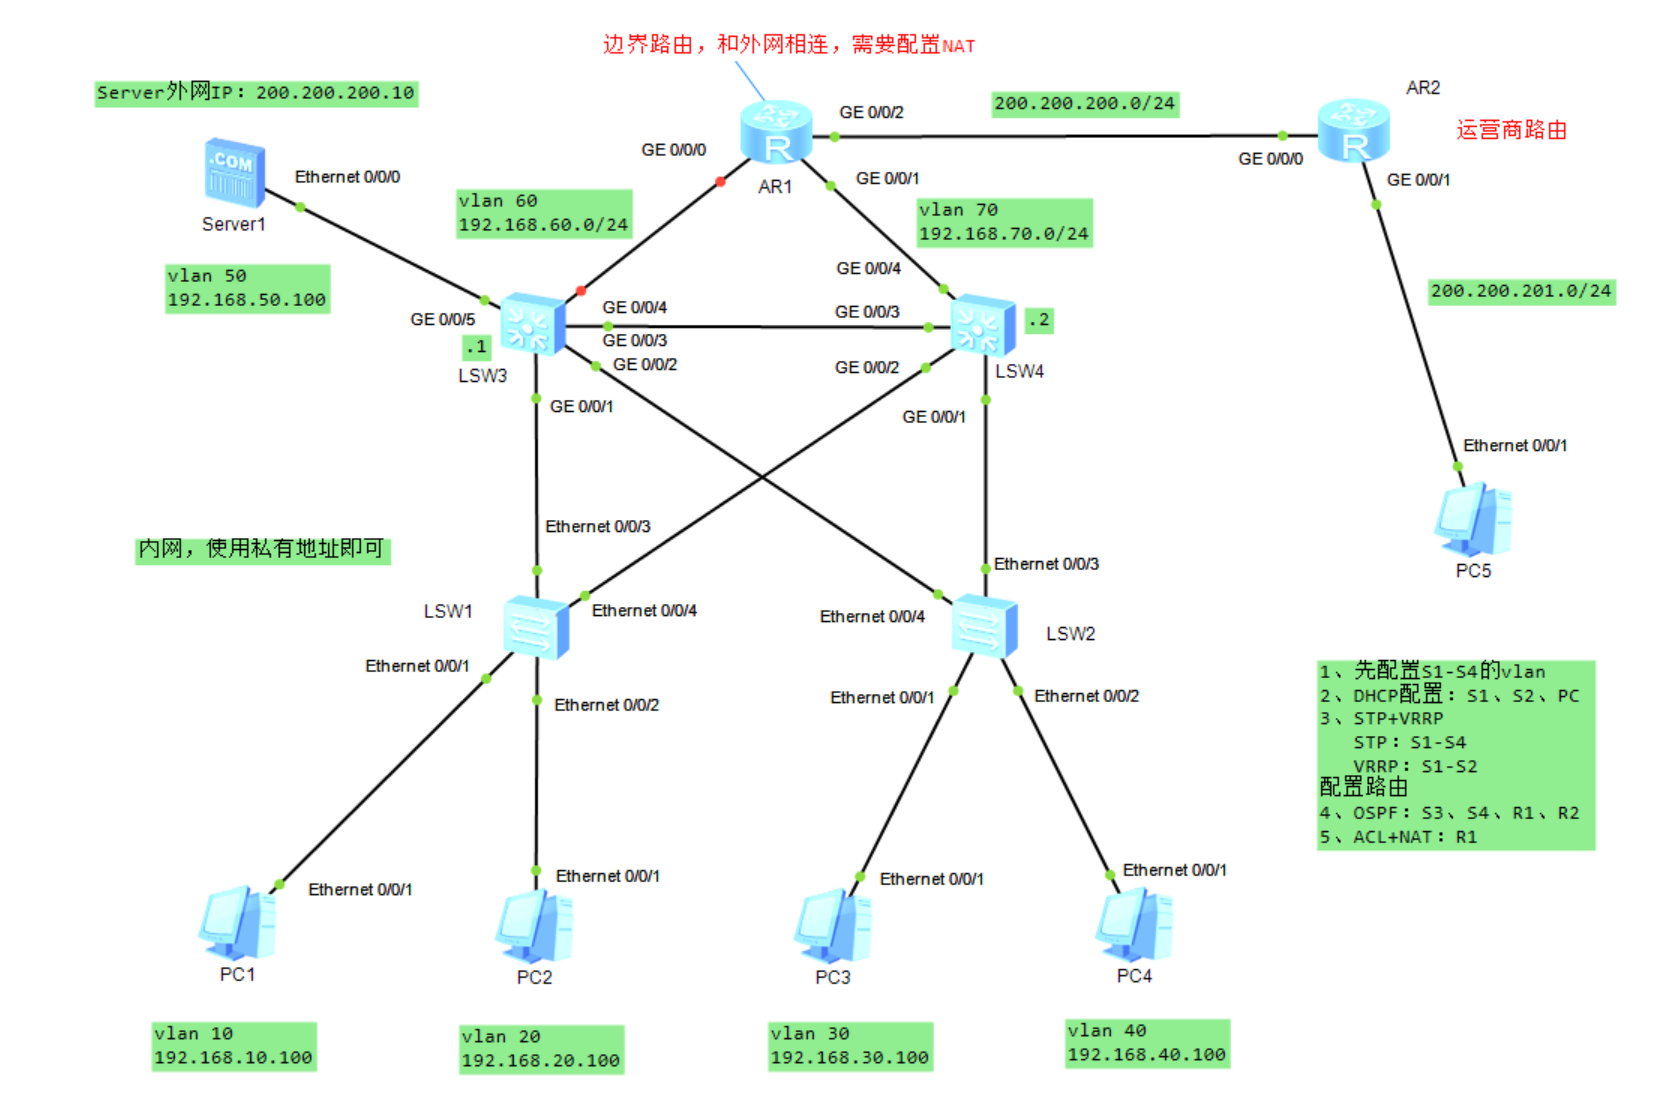 边界路由，和外网相连，需要配置NAT
Server外网IP: 200.200.200.10
GE 0/0/2
200.200.200.0/24
AR2
运营商路由
.COM
R
R
GE 0/0/0
GE 0/0/0
AR1
GE 0/0/1
GE 0/0/1
Ethernet 0/0/0
Server1
vlan 60
192.168.60.0/24
vlan 70
192.168.70.0/24
vlan 50
192.168.50.100
GE 0/0/4
200.200.201.0/24
GE 0/0/5
GE 0/0/4
GE 0/0/3
.2
.1
GE 0/0/3
GE 0/0/2
GE 0/0/2
LSW3
LSW4
GE 0/0/1
GE 0/0/1
Ethernet 0/0/1
Ethernet 0/0/3
内网，使用私有地址即可
Ethernet 0/0/3
PC5
LSW1
Ethernet 0/0/4
Ethernet 0/0/4
LSW2
Ethernet 0/0/1
Ethernet 0/0/2
Ethernet 0/0/1
Ethernet 0/0/2
1、先配置S1-S4的vlan
2、DHCP配置: S1、S2、PC
3、STP+VRRP
STP: S1-S4
VRRP: S1-S2
配置路由
4、OSPF: S3、S4、R1、R2
5、ACL+NAT: R1
Ethernet 0/0/1
Ethernet 0/0/1
Ethernet 0/0/1
Ethernet 0/0/1
PC1
PC2
PC3
PC4
vlan 10
192.168.10.100
vlan 20
192.168.20.100
vlan 30
192.168.30.100
vlan 40
192.168.40.100